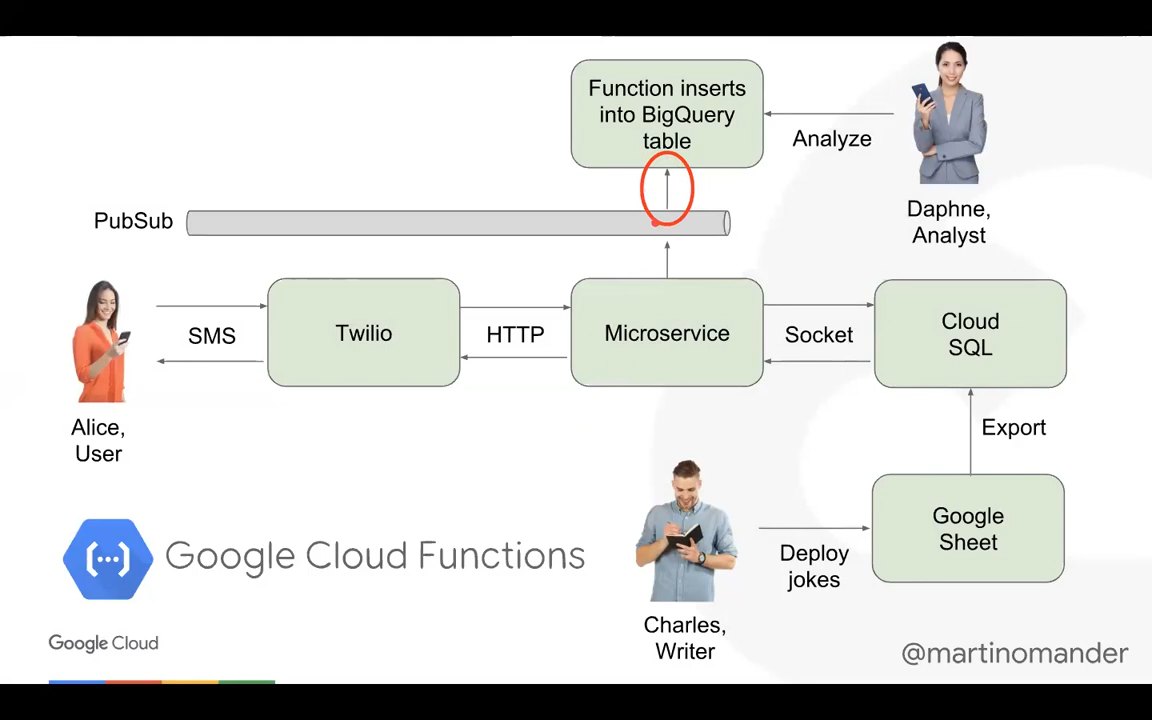 Function inserts
into BigQuery
table
Analyze
Daphne,
Analyst
PubSub
SMS
Twilio
HTTP
Microservice
Socket
Cloud
SQL
Alice,
User
Export
Google
Sheet
Deploy
jokes
Charles,
Writer
Google Cloud Functions
Google Cloud
@martinomander